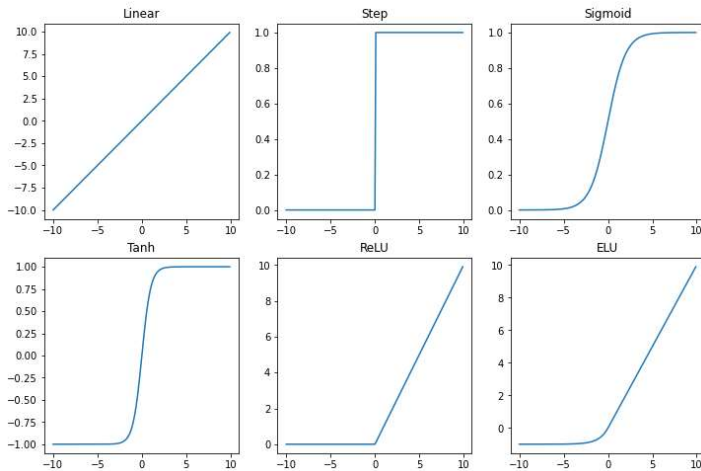 Linear Step Sigmoid
10.0 1.0 1.0
7.5
5.0 0.8 0.8
2.5 0.6 0.6
0.0
−2.5 0.4 0.4
−5.0 0.2 0.2
−7.5
−10.0 0.0 0.0
−10 −5 0 5 10 −10 −5 0 5 10 −10 −5 0 5 10
Tanh ReLU ELU
1.00 10 10
0.75
0.50 8 8
0.25 6 6
0.00
−0.25 4 4
−0.50 2 2
−0.75
−1.00 0 0
−10 −5 0 5 10 −10 −5 0 5 10 −10 −5 0 5 10